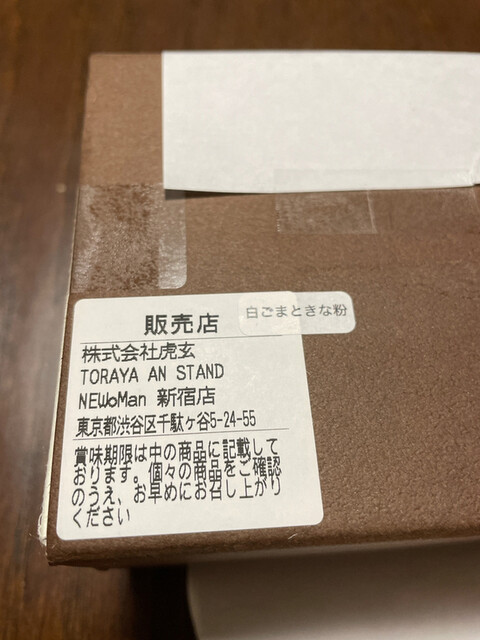 販売店
白ごまときな粉
株式会社虎玄
TORAYA AN STAND
NEWoMan 新宿店
東京都渋谷区千駄ヶ谷5-24-55
賞味期限は中の商品に記載して
おります。個々の商品をご確認
のうえ、お早めにお召し上がり
ください